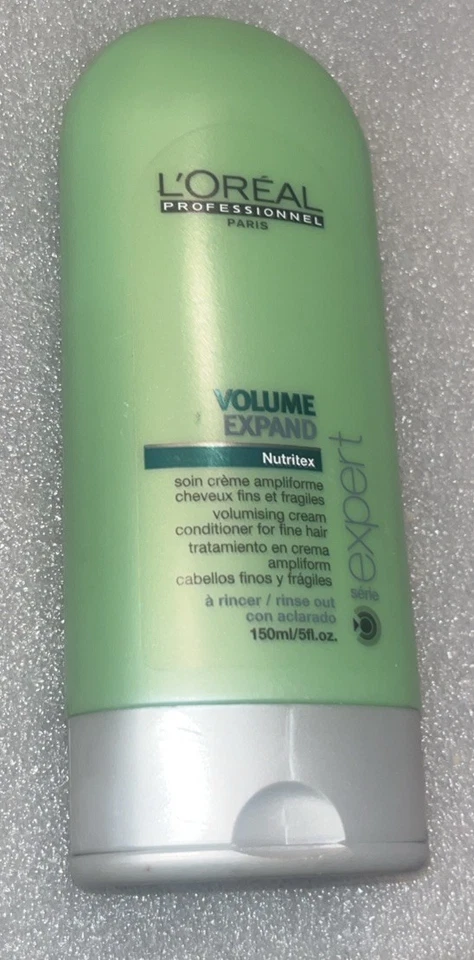 L'ORÉAL
PROFESSIONNEL
PARIS
VOLUME
EXPAND
Nutritex
soin crème ampliforme
cheveux fins et fragiles
volumising cream
conditioner for fine hair
tratamiento en crema
ampliform
cabellos finos y frágiles
à rincer / rinse out
con aclarado
150ml/5fl.oz.
série
expert